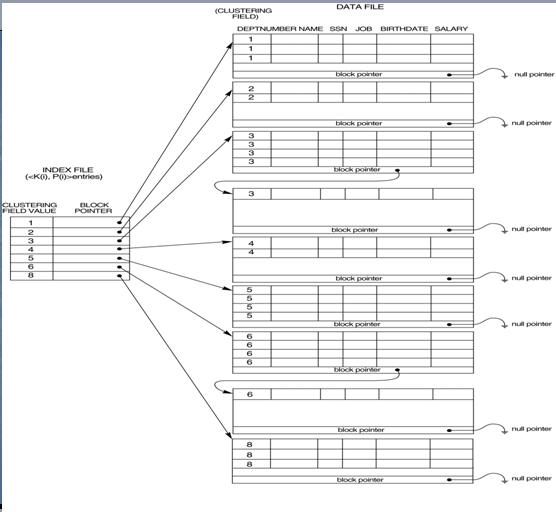 DATA FILE
(CLUSTERING
FIELD)
DEPTNUMBER NAME SSN JOB BIRTHDATE SALARY
1
1
1
block pointer
null pointer
2
2
block pointer
null pointer
3
3
3
3
block pointer
3
block pointer
null pointer
4
4
block pointer
null pointer
5
5
5
5
block pointer
null pointer
6
6
6
6
block pointer
6
block pointer
null pointer
8
8
8
block pointer
null pointer
INDEX FILE
(<K(i), P(i)>entries)
CLUSTERING BLOCK
FIELD VALUE POINTER
1
2
3
4
5
6
8